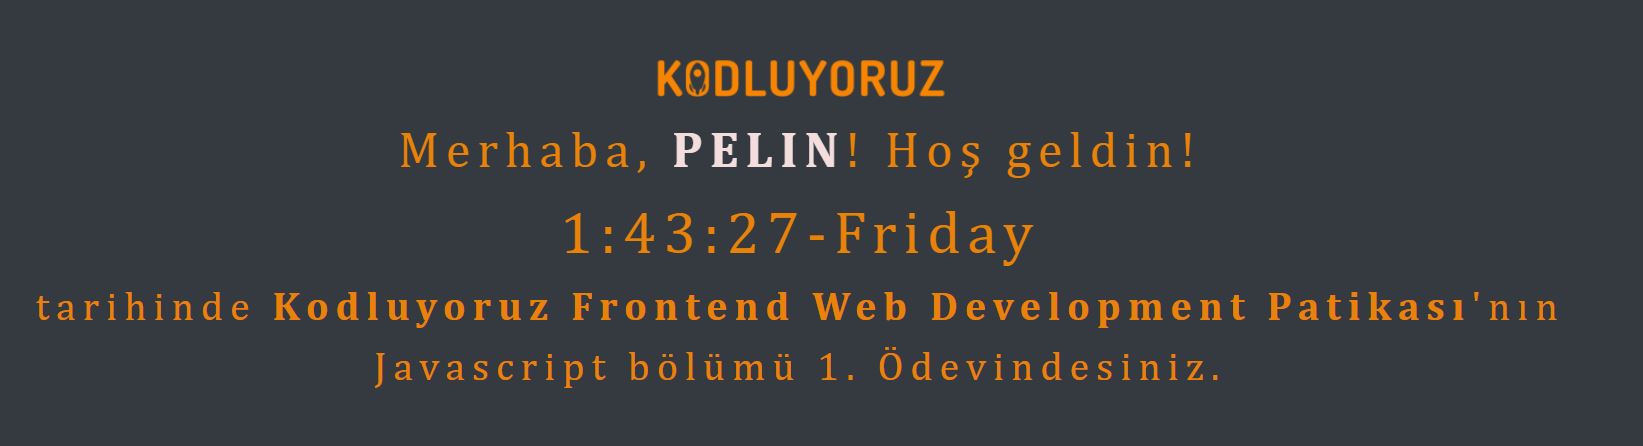 KODLUYORUZ
Merhaba, PELIN! Hoş geldin!
1:43:27-Friday
tarihinde Kodluyoruz Frontend Web Development Patikası'nın
Javascript bölümü 1. Ödevindesiniz.